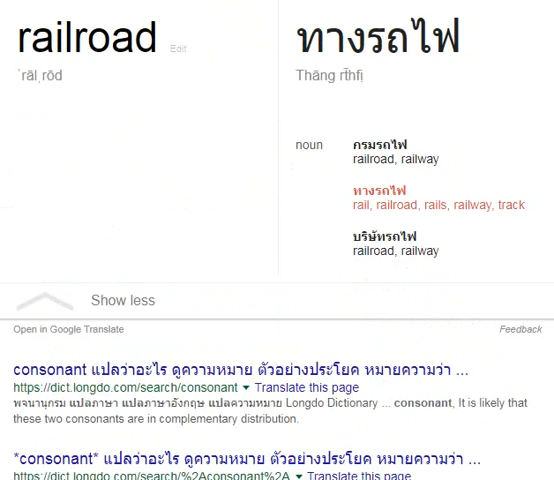 railroad Edit
ˈrālˌrōd
ทางรถไฟ
Thāng rt̄hfị
noun
กรมรถไฟ
railroad, railway
ทางรถไฟ
rail, railroad, rails, railway, track
บริษัทรถไฟ
railroad, railway
Show less
Open in Google Translate
Feedback
consonant แปลว่าอะไร ดูความหมาย ตัวอย่างประโยค หมายความว่า ...
https://dict.longdo.com/search/consonant ▼ Translate this page
พจนานุกรม แปลภาษา แปลภาษาอังกฤษ แปลความหมาย Longdo Dictionary ... consonant, It is likely that
these two consonants are in complementary distribution.
*consonant* แปลว่าอะไร ดูความหมาย ตัวอย่างประโยค หมายความว่า ...
https://dict.longdo.com/search/%2Aconsonant%2A ▼ Translate this page